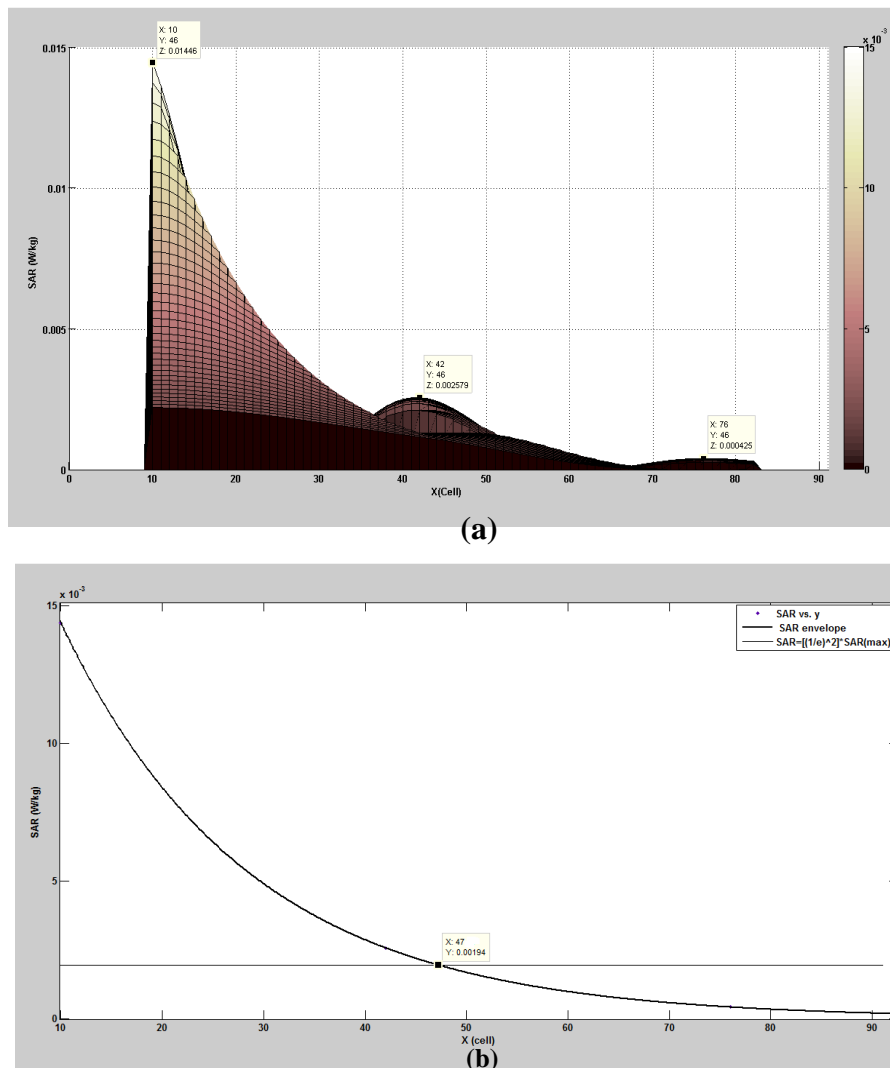 X: 10
Y: 46
Z: 0.01446
x 10⁻³
0.015
15
0.01
10
SAR (W/kg)
0.005
5
X: 42
Y: 46
Z: 0.002579
X: 76
Y: 46
Z: 0.000425
0
0
0 10 20 30 40 50 60 70 80 90
X(Cell)
(a)
x 10⁻³
15
SAR vs. y
SAR envelope
SAR=[(1/e)^2]*SAR(max)
10
SAR (W/kg)
5
X: 47
Y: 0.00194
0
10 20 30 40 50 60 70 80 90
X (cell)
(b)